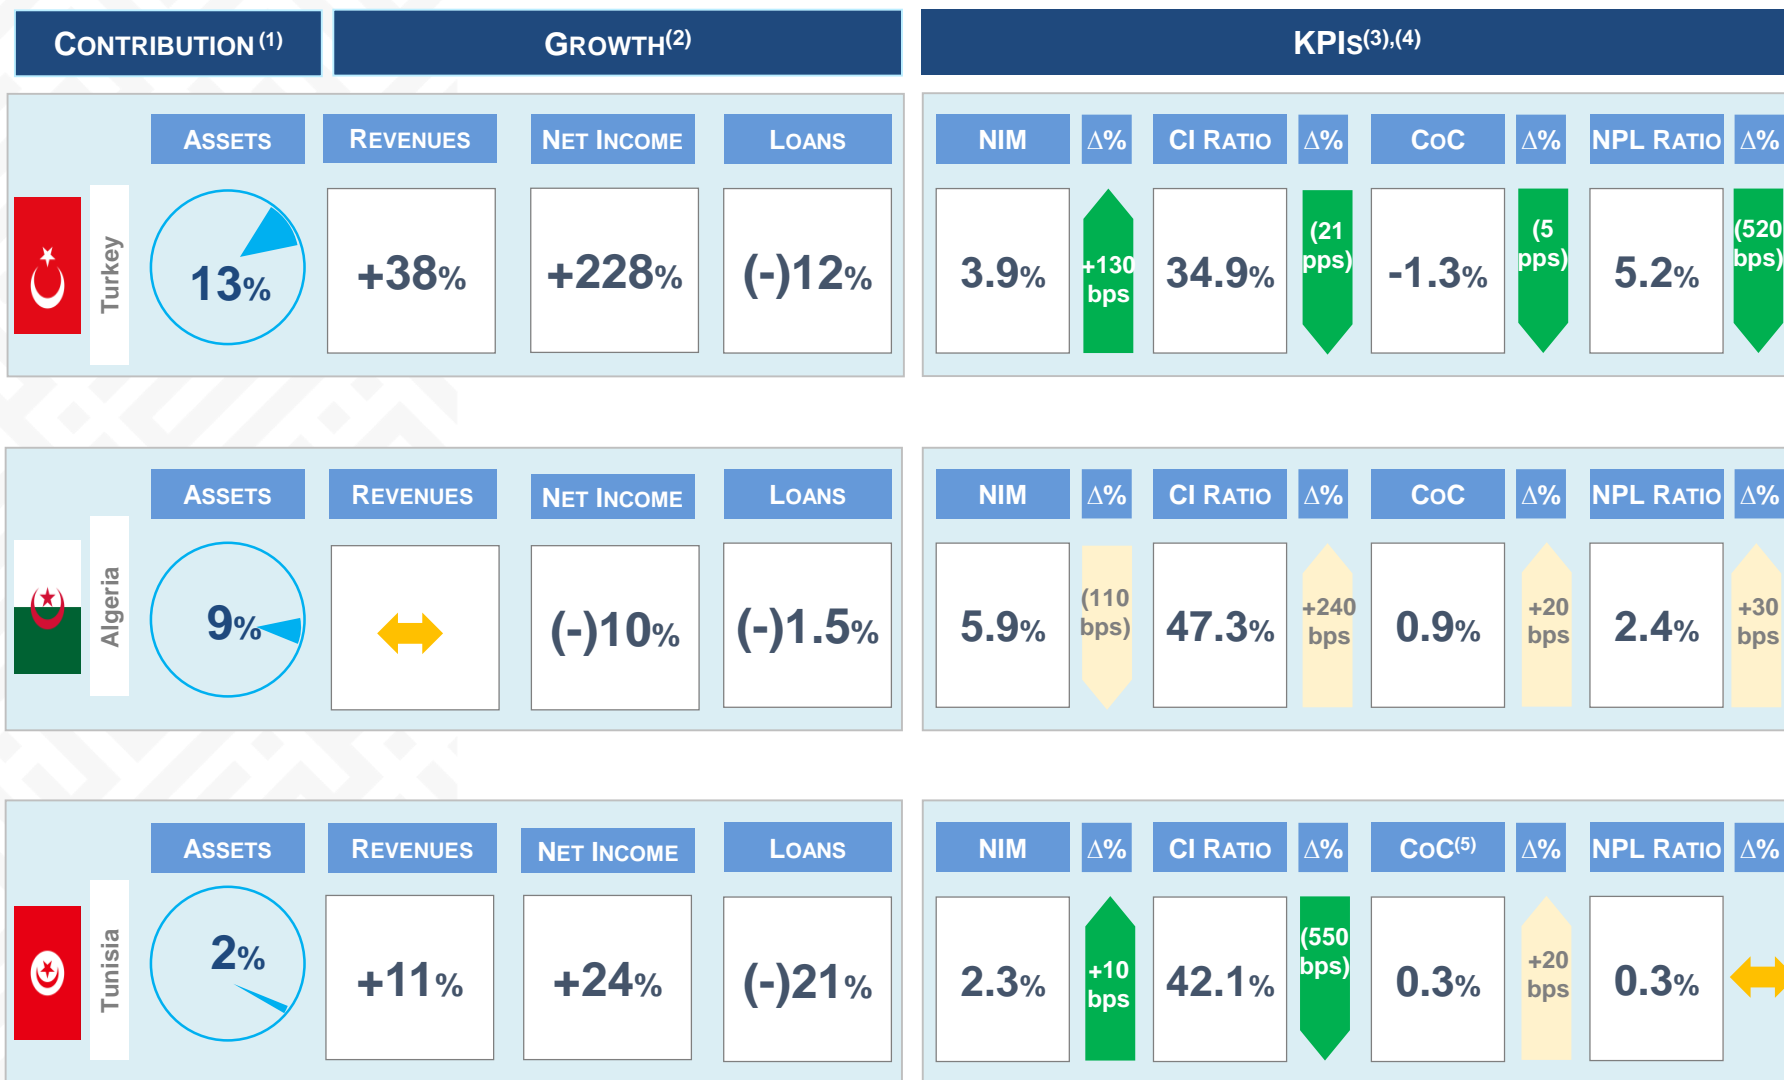 CONTRIBUTION (1)
GROWTH(2)
KPIS(3),(4)
Turkey
ASSETS
REVENUES
NET INCOME
LOANS
13%
+38%
+228%
(-)12%
NIM
Δ%
CI RATIO
Δ%
COC
Δ%
NPL RATIO
Δ%
3.9%
+130
bps
34.9%
(21
pps)
-1.3%
(5
pps)
5.2%
(520
bps)
Algeria
ASSETS
REVENUES
NET INCOME
LOANS
9%
(-)10%
(-)1.5%
NIM
Δ%
CI RATIO
Δ%
COC
Δ%
NPL RATIO
Δ%
5.9%
(110
bps)
47.3%
+240
bps
0.9%
+20
bps
2.4%
+30
bps
Tunisia
ASSETS
REVENUES
NET INCOME
LOANS
2%
+11%
+24%
(-)21%
NIM
Δ%
CI RATIO
Δ%
COC(5)
Δ%
NPL RATIO
Δ%
2.3%
+10
bps
42.1%
(550
bps)
0.3%
+20
bps
0.3%